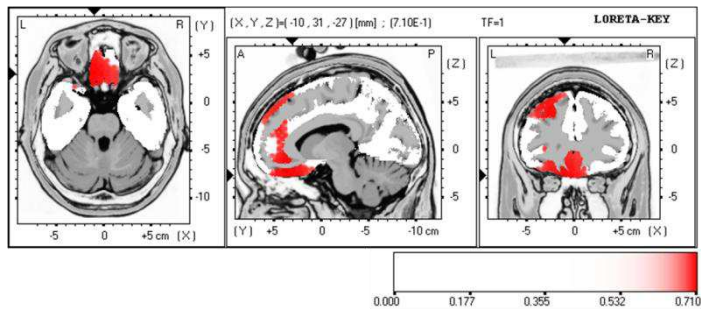 (X, Y, Z)=(-10, 31, -27) [mm] ; (7.10E-1) TF=1 LORETA-KEY
L R (Y)
+5
0
-5
-10
-5 0 +5 cm (X)
A P (Z)
+5
0
-5
(Y) +5 0 -5 -10 cm
L R (Z)
+5
0
-5
-5 0 +5 cm (X)
0.000 0.177 0.355 0.532 0.710